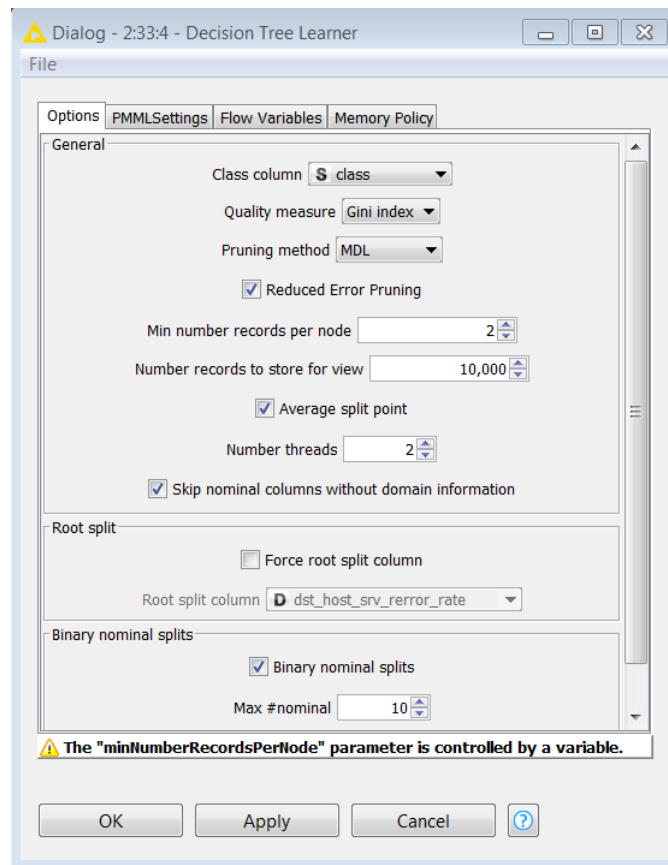 Dialog - 2:33:4 - Decision Tree Learner
File
Options PMMLSettings Flow Variables Memory Policy
General
Class column S class
Quality measure Gini index
Pruning method MDL
Reduced Error Pruning
Min number records per node 2
Number records to store for view 10,000
Average split point
Number threads 2
Skip nominal columns without domain information
Root split
Force root split column
Root split column D dst_host_srv_rerror_rate
Binary nominal splits
Binary nominal splits
Max #nominal 10
The "minNumberRecordsPerNode" parameter is controlled by a variable.
OK Apply Cancel ?